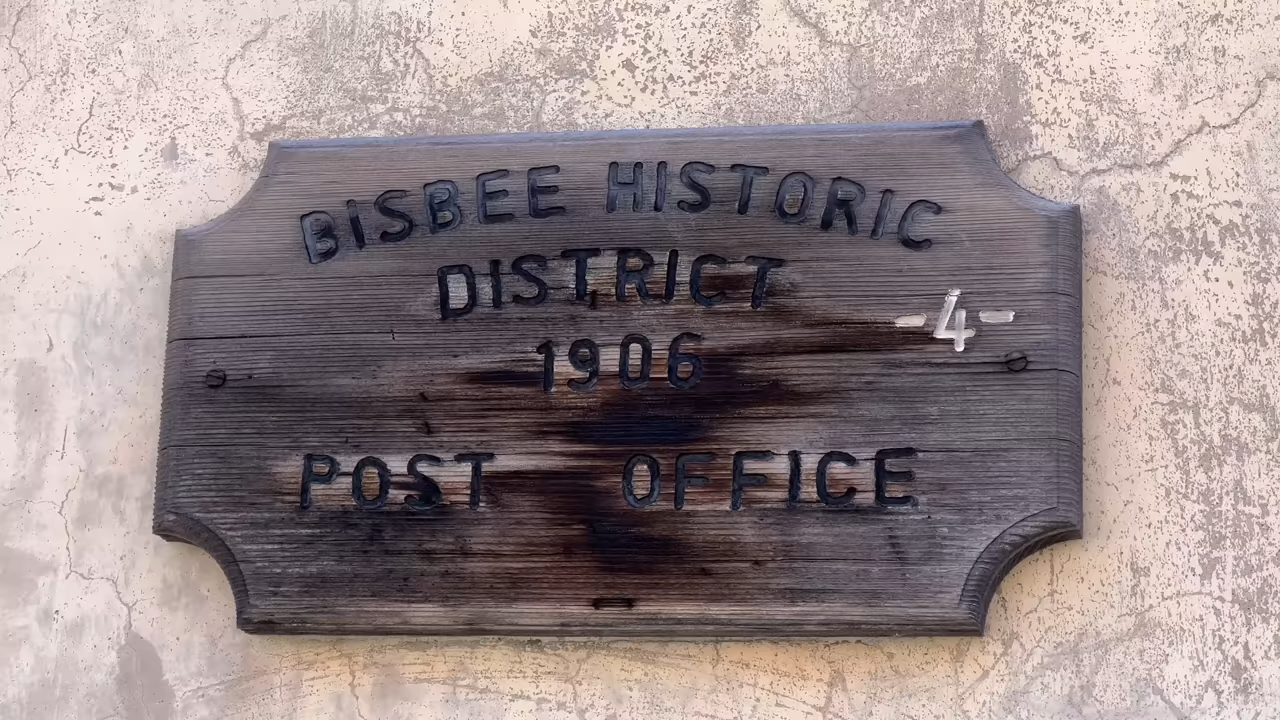 BISBEE HISTORIC
DISTRICT
-4-
1906
POST OFFICE